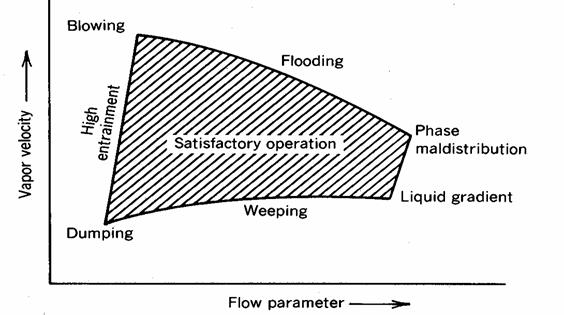 Blowing
Flooding
High
entrainment
Vapor velocity
Satisfactory operation
Phase
maldistribution
Liquid gradient
Weeping
Dumping
Flow parameter